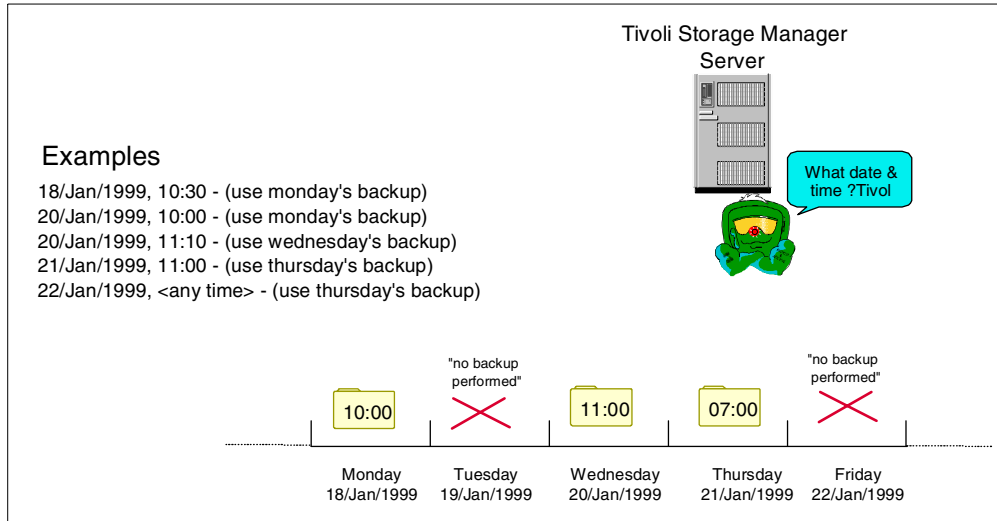 Tivoli Storage Manager
Server
What date &
time ?Tivol
Examples
18/Jan/1999, 10:30 - (use monday's backup)
20/Jan/1999, 10:00 - (use monday's backup)
20/Jan/1999, 11:10 - (use wednesday's backup)
21/Jan/1999, 11:00 - (use thursday's backup)
22/Jan/1999, <any time> - (use thursday's backup)
"no backup
performed"
"no backup
performed"
10:00
11:00
07:00
Monday
18/Jan/1999
Tuesday
19/Jan/1999
Wednesday
20/Jan/1999
Thursday
21/Jan/1999
Friday
22/Jan/1999